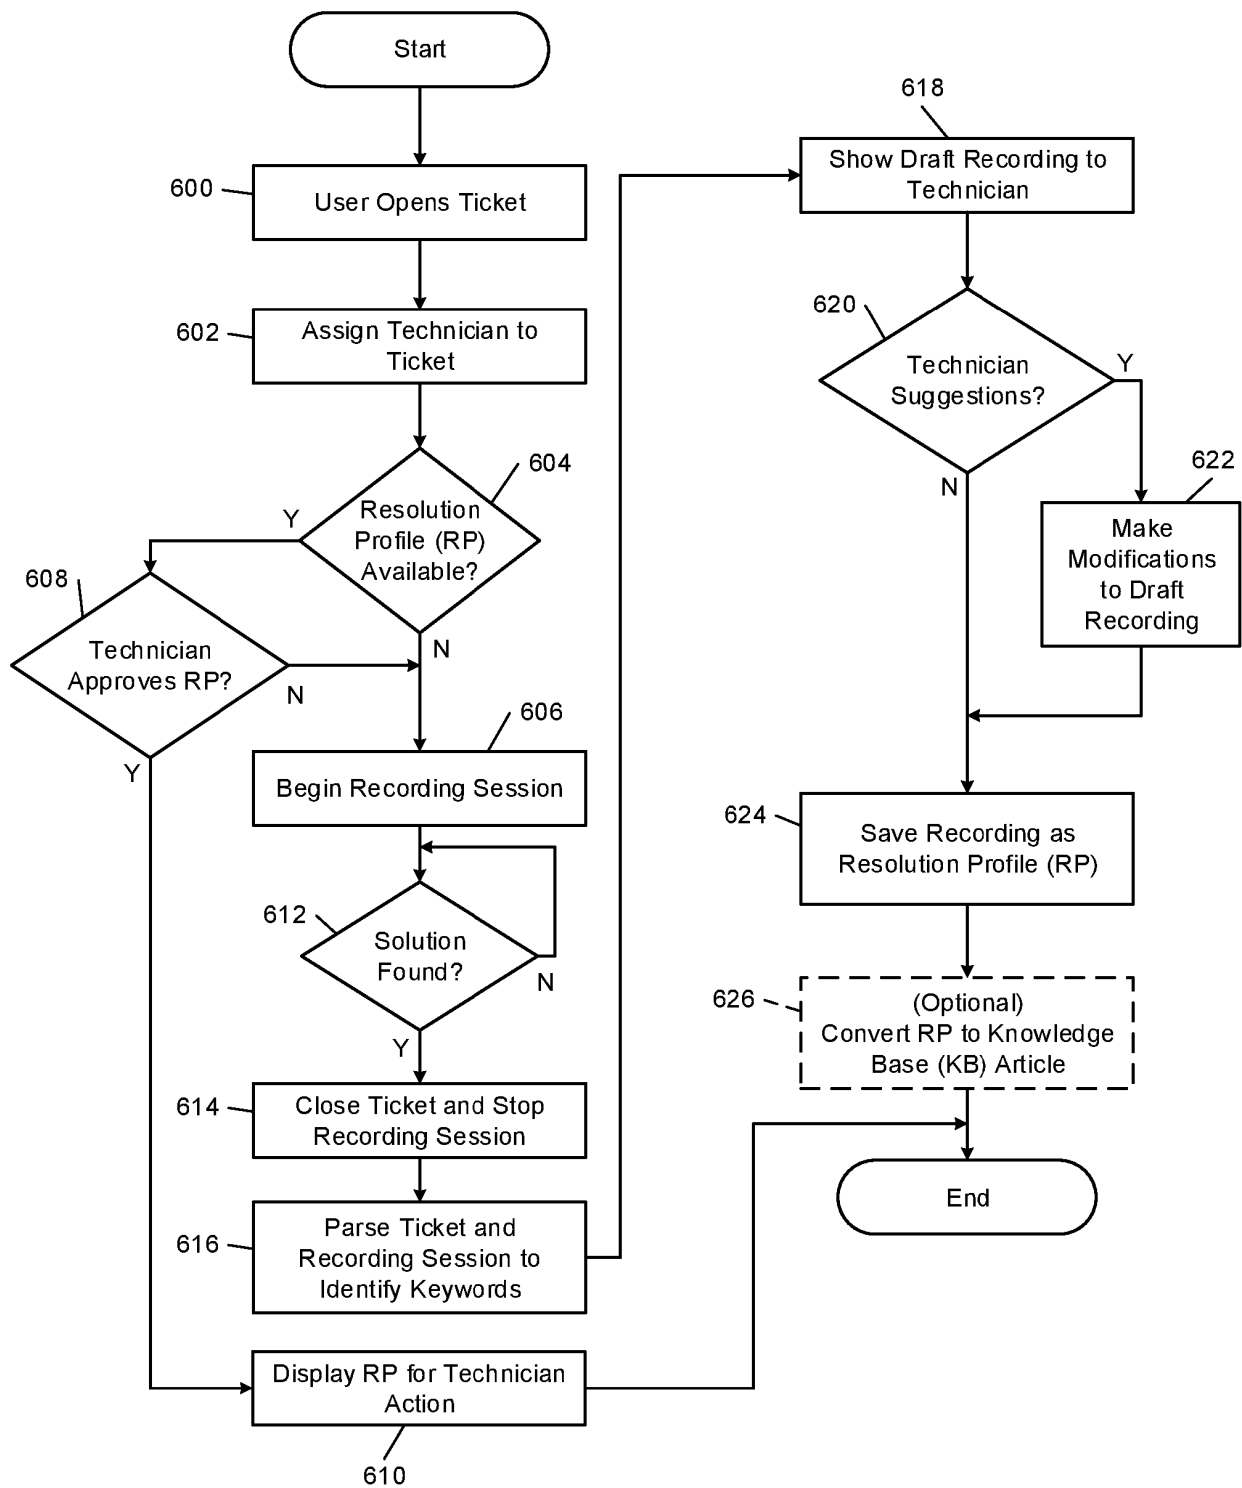 Start
600
User Opens Ticket
602
Assign Technician to
Ticket
604
Resolution
Profile (RP)
Available?
Y
N
608
Technician
Approves RP?
N
Y
606
Begin Recording Session
612
Solution
Found?
N
Y
614
Close Ticket and Stop
Recording Session
616
Parse Ticket and
Recording Session to
Identify Keywords
Display RP for Technician
Action
610
618
Show Draft Recording to
Technician
620
Technician
Suggestions?
Y
N
622
Make
Modifications
to Draft
Recording
624
Save Recording as
Resolution Profile (RP)
626
(Optional)
Convert RP to Knowledge
Base (KB) Article
End